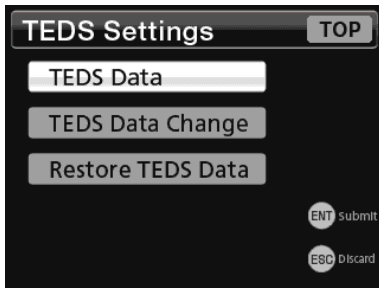 TEDS Settings TOP
TEDS Data
TEDS Data Change
Restore TEDS Data
ENT Submit
ESC Discard